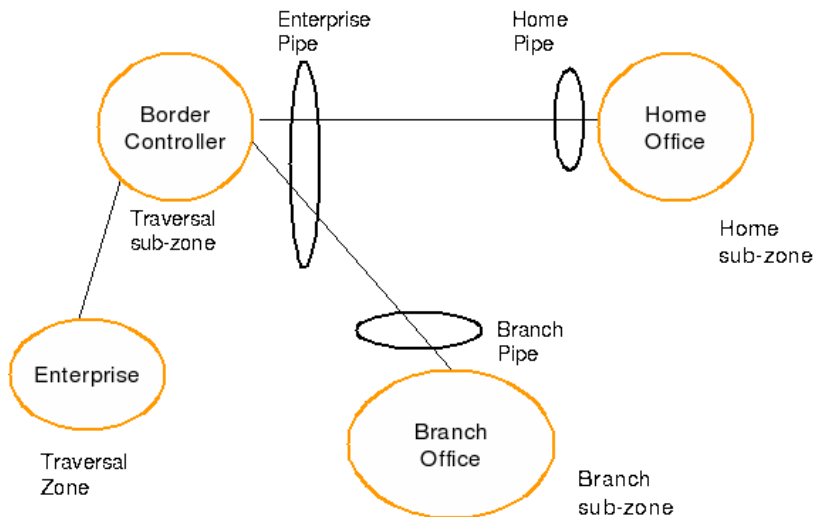 Enterprise
Pipe
Home
Pipe
Border
Controller
Home
Office
Traversal
sub-zone
Home
sub-zone
Branch
Pipe
Enterprise
Branch
Office
Traversal
Zone
Branch
sub-zone